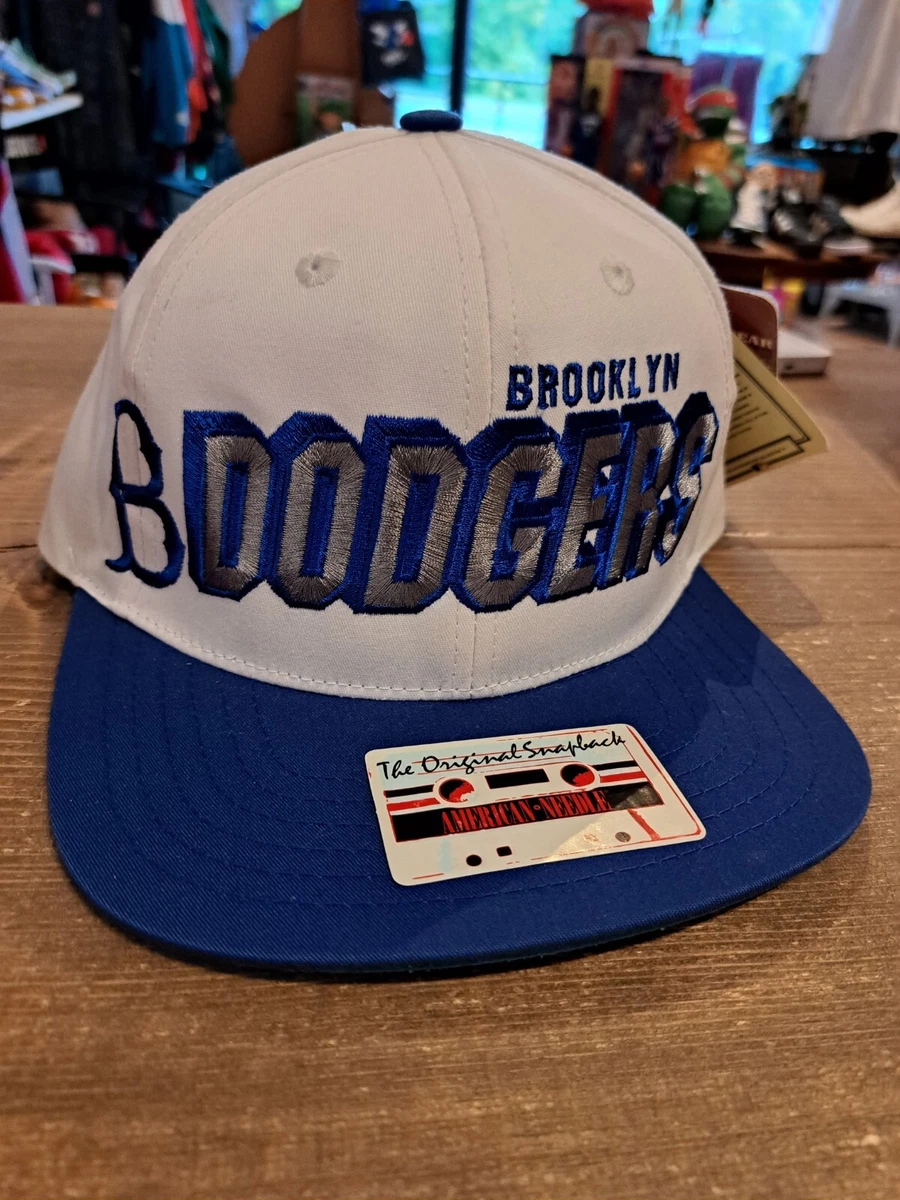 BROOKLYN
B DODGERS
The Original Snapback
AMERICAN·NEEDLE